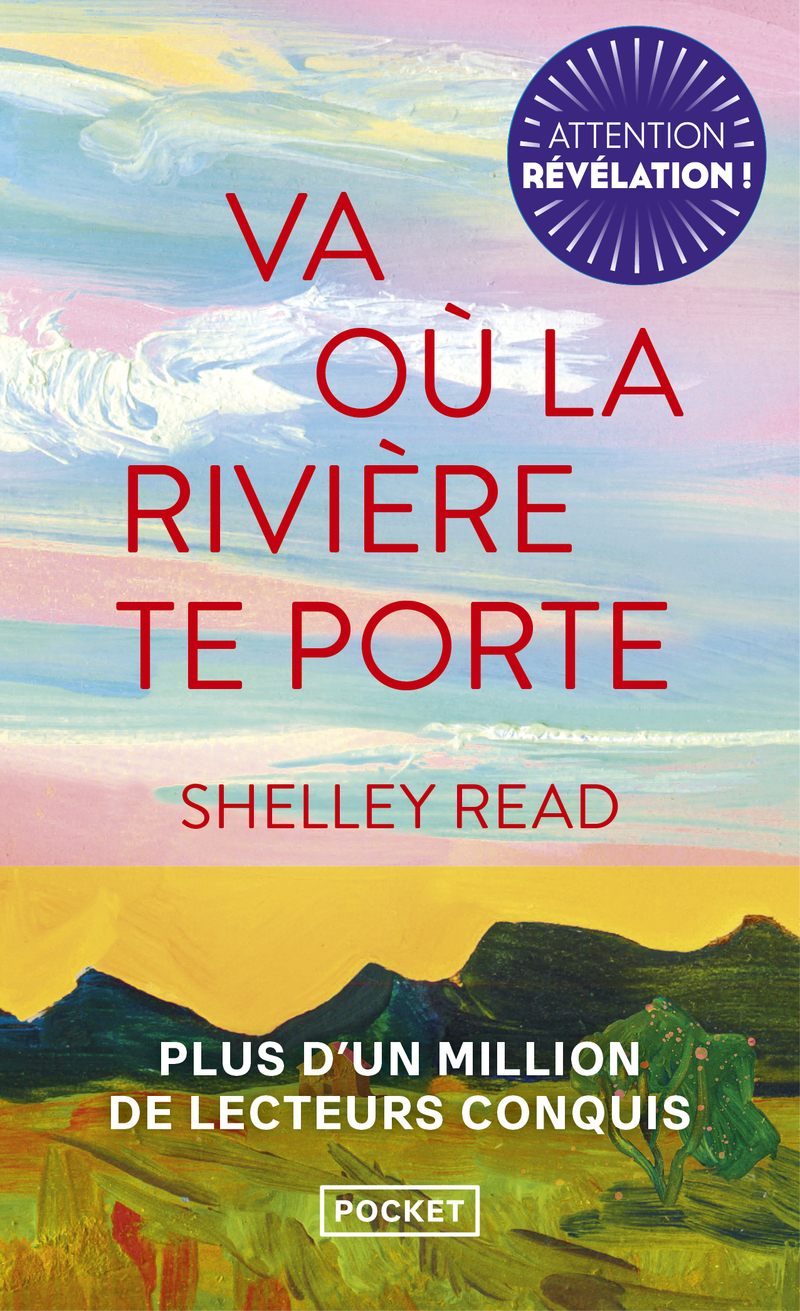 ATTENTION
RÉVÉLATION !
VA
OÙ LA
RIVIÈRE
TE PORTE
SHELLEY READ
PLUS D'UN MILLION
DE LECTEURS CONQUIS
POCKET